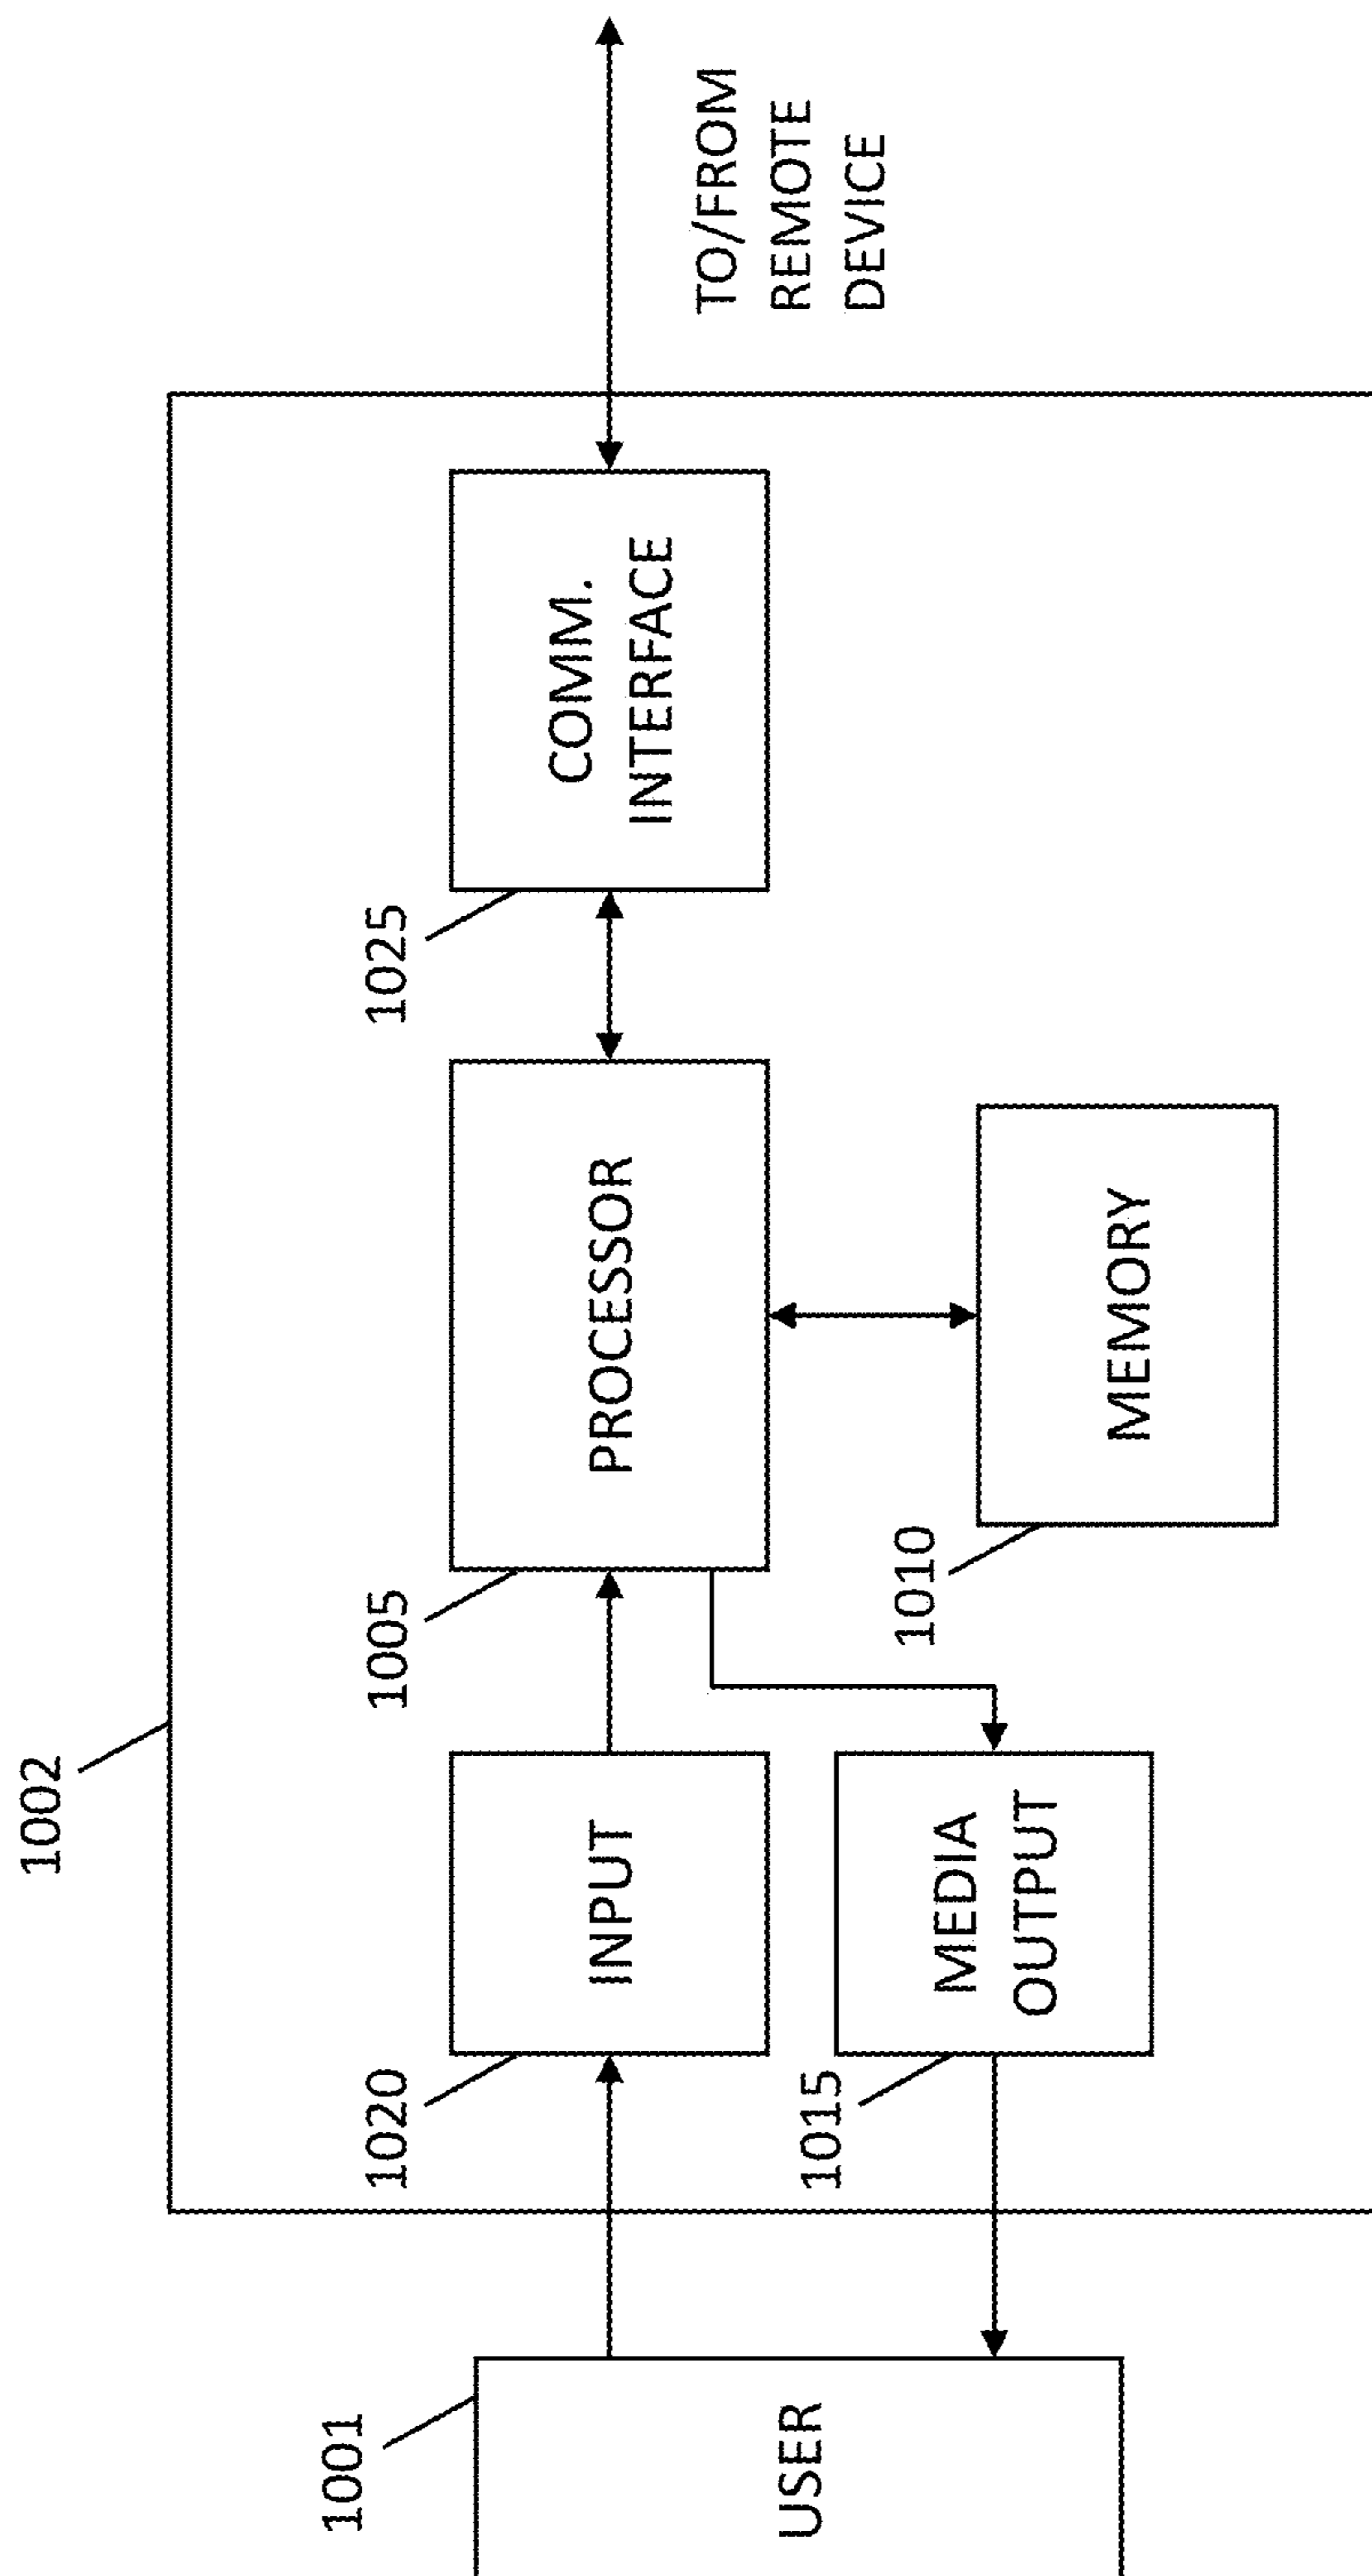 1002
1001
USER
1020
INPUT
1015
MEDIA
OUTPUT
1005
PROCESSOR
1010
MEMORY
1025
COMM.
INTERFACE
TO/FROM
REMOTE
DEVICE